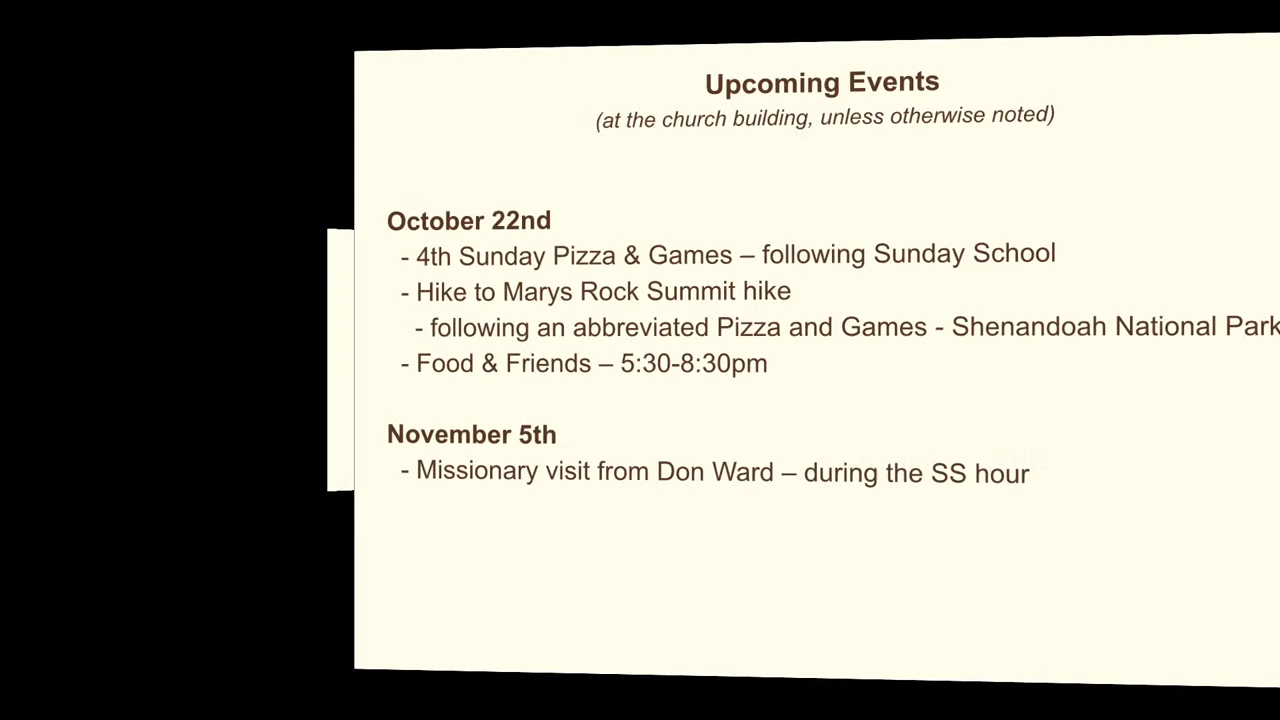 Upcoming Events
(at the church building, unless otherwise noted)
October 22nd
- 4th Sunday Pizza & Games – following Sunday School
- Hike to Marys Rock Summit hike
- following an abbreviated Pizza and Games - Shenandoah National Park
- Food & Friends – 5:30-8:30pm
November 5th
- Missionary visit from Don Ward – during the SS hour